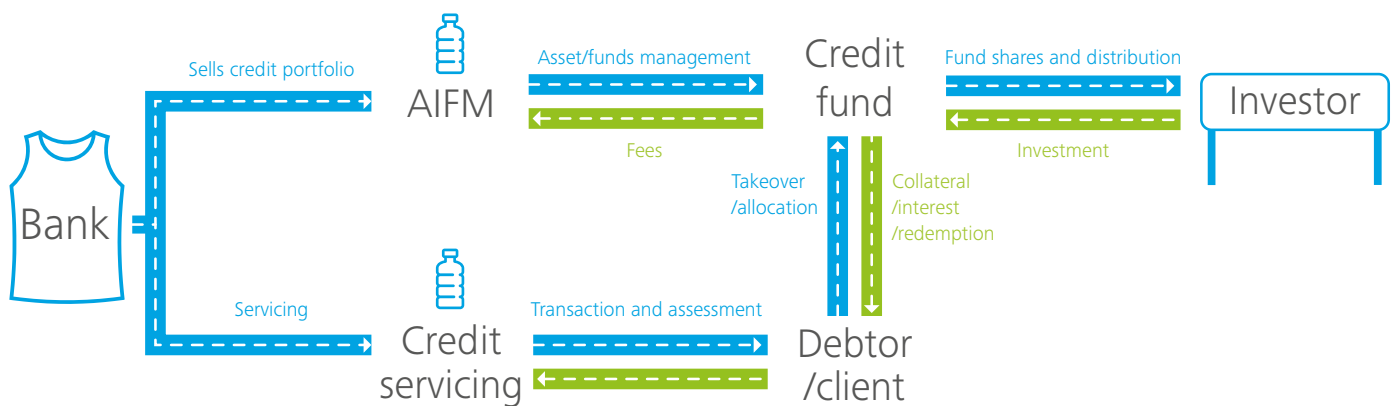 Sells credit portfolio
AIFM
Asset/funds management
Fees
Credit
fund
Fund shares and distribution
Investment
Investor
Bank
Takeover
/allocation
Collateral
/interest
/redemption
Servicing
Credit
servicing
Transaction and assessment
Debtor
/client